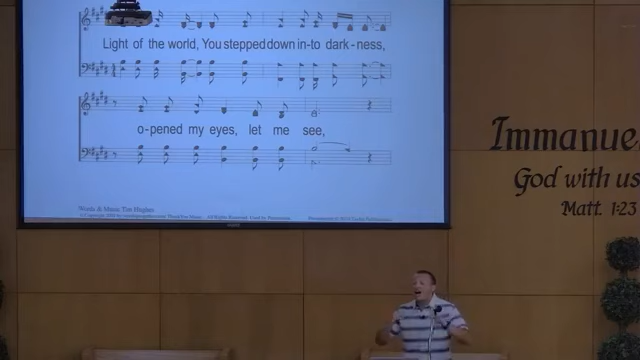 Light of the world, You stepped down in-to dark-ness,
o-pened my eyes, let me see,
Words & Music: Tim Hughes
Immanuel
God with us
Matt. 1:23